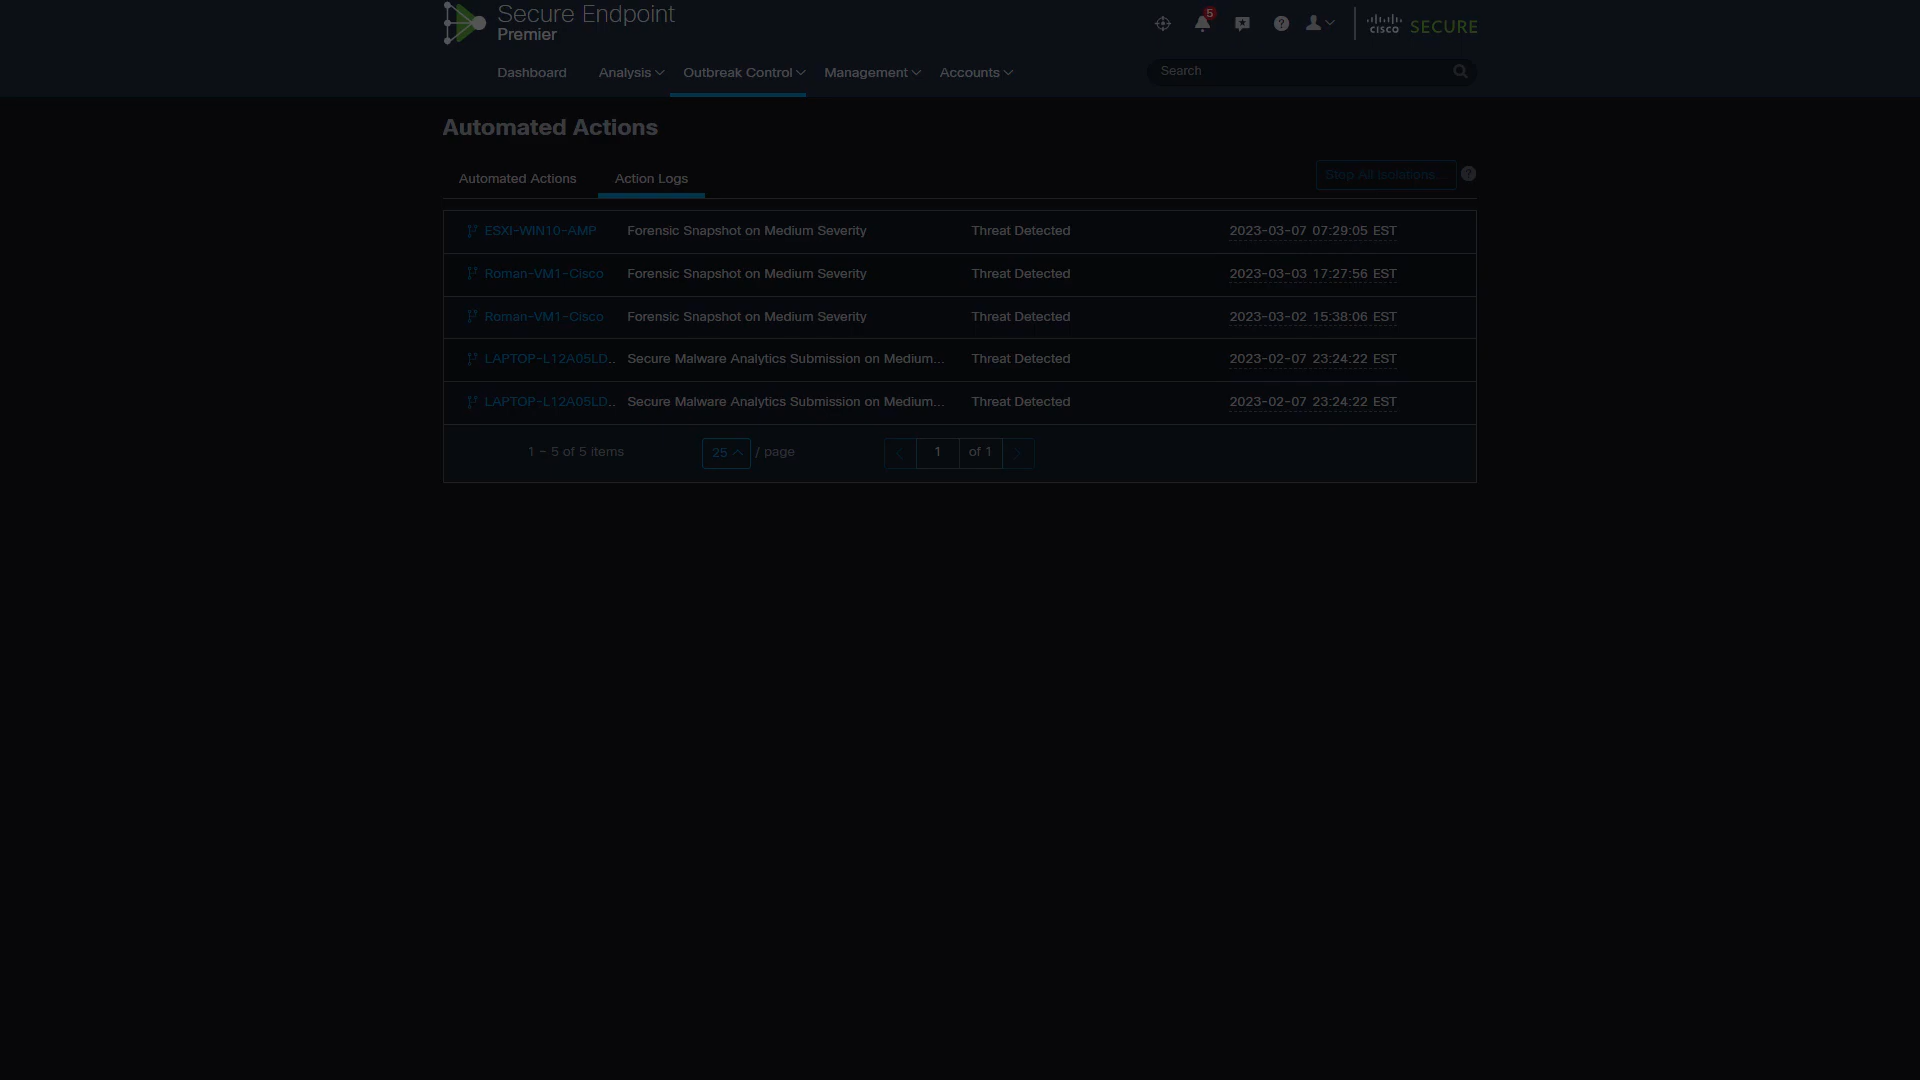 Secure Endpoint
Premier
5
CISCO SECURE
Dashboard Analysis Outbreak Control Management Accounts Search
Automated Actions
Automated Actions Action Logs Stop All Isolations...
ESXI-WIN10-AMP Forensic Snapshot on Medium Severity Threat Detected 2023-03-07 07:29:05 EST
Roman-VM1-Cisco Forensic Snapshot on Medium Severity Threat Detected 2023-03-03 17:27:56 EST
Roman-VM1-Cisco Forensic Snapshot on Medium Severity Threat Detected 2023-03-02 15:38:06 EST
LAPTOP-L12A05LD.. Secure Malware Analytics Submission on Medium... Threat Detected 2023-02-07 23:24:22 EST
LAPTOP-L12A05LD.. Secure Malware Analytics Submission on Medium... Threat Detected 2023-02-07 23:24:22 EST
1 – 5 of 5 items 25 / page 1 of 1